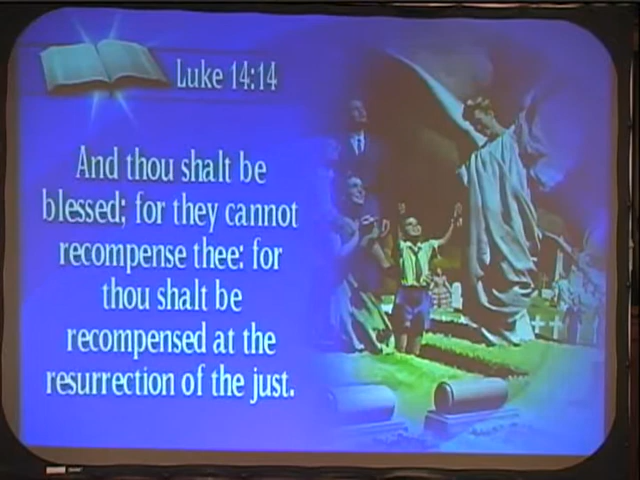 Luke 14:14
And thou shalt be
blessed; for they cannot
recompense thee: for
thou shalt be
recompensed at the
resurrection of the just.